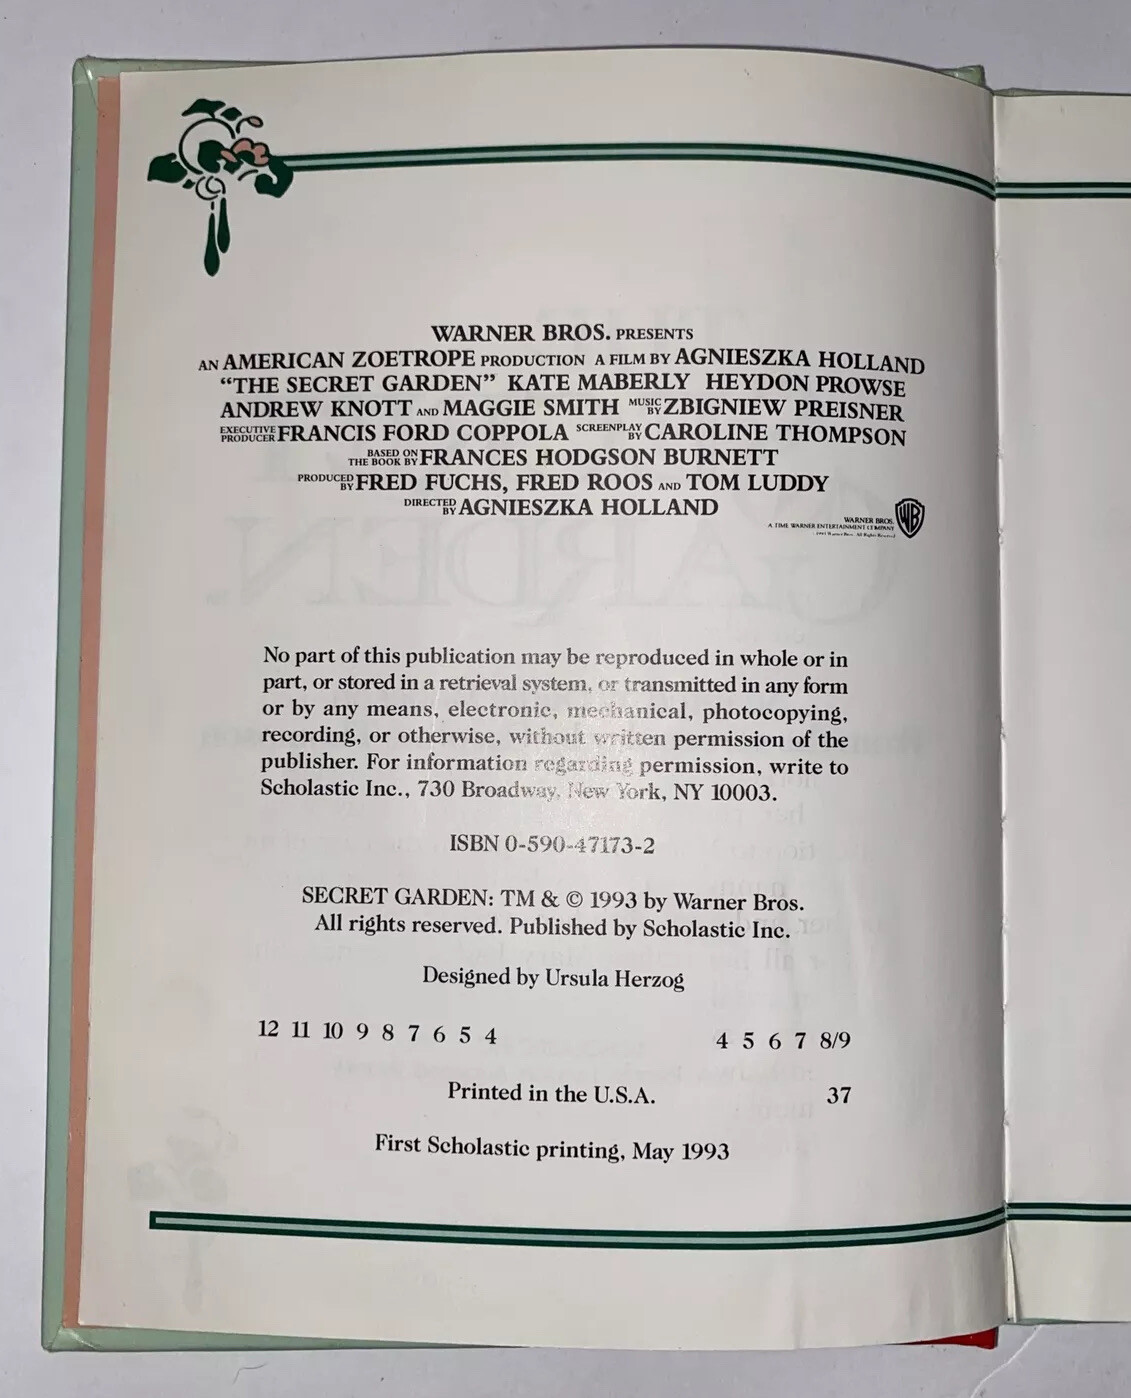 WARNER BROS. PRESENTS
AN AMERICAN ZOETROPE PRODUCTION A FILM BY AGNIESZKA HOLLAND
“THE SECRET GARDEN” KATE MABERLY HEYDON PROWSE
ANDREW KNOTT AND MAGGIE SMITH MUSIC BY ZBIGNIEW PREISNER
EXECUTIVE PRODUCER FRANCIS FORD COPPOLA SCREENPLAY BY CAROLINE THOMPSON
BASED ON THE BOOK BY FRANCES HODGSON BURNETT
PRODUCED BY FRED FUCHS, FRED ROOS AND TOM LUDDY
DIRECTED BY AGNIESZKA HOLLAND
WB
WARNER BROS.
A TIME WARNER ENTERTAINMENT COMPANY
1993 Warner Bros. All Rights Reserved
No part of this publication may be reproduced in whole or in
part, or stored in a retrieval system, or transmitted in any form
or by any means, electronic, mechanical, photocopying,
recording, or otherwise, without written permission of the
publisher. For information regarding permission, write to
Scholastic Inc., 730 Broadway, New York, NY 10003.
ISBN 0-590-47173-2
SECRET GARDEN: TM & © 1993 by Warner Bros.
All rights reserved. Published by Scholastic Inc.
Designed by Ursula Herzog
12 11 10 9 8 7 6 5 4 4 5 6 7 8/9
Printed in the U.S.A. 37
First Scholastic printing, May 1993